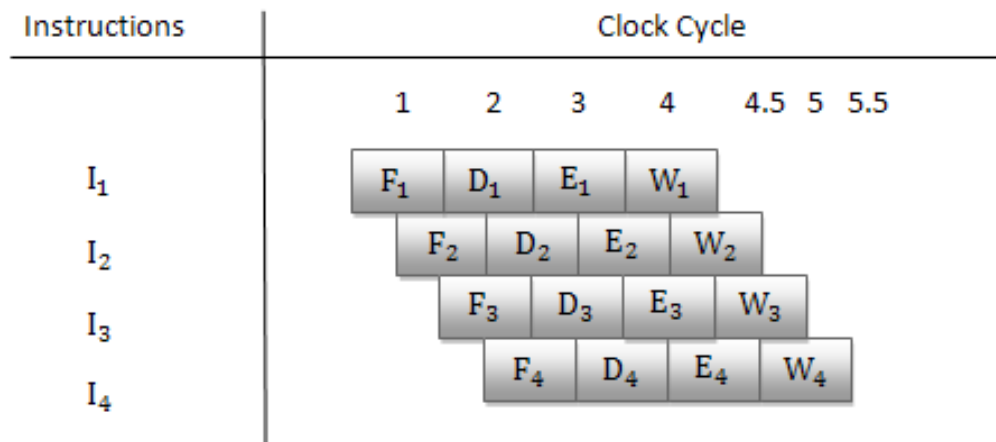 Instructions Clock Cycle
1 2 3 4 4.5 5 5.5
I₁ F₁ D₁ E₁ W₁
I₂ F₂ D₂ E₂ W₂
I₃ F₃ D₃ E₃ W₃
I₄ F₄ D₄ E₄ W₄